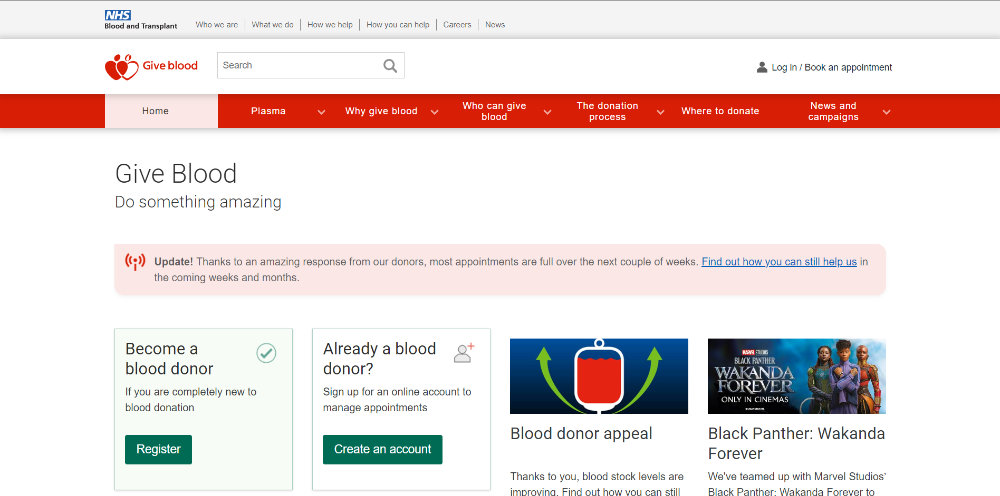 NHS
Blood and Transplant
Who we are
What we do
How we help
How you can help
Careers
News
Give blood
Search
Log in / Book an appointment
Home
Plasma
Why give blood
Who can give
blood
The donation
process
Where to donate
News and
campaigns
Give Blood
Do something amazing
Update! Thanks to an amazing response from our donors, most appointments are full over the next couple of weeks. Find out how you can still help us in
the coming weeks and months.
Become a
blood donor
If you are completely new to
blood donation
Register
Already a blood
donor?
Sign up for an online account to
manage appointments
Create an account
Blood donor appeal
Thanks to you, blood stock levels are
improving. Find out how you can still
MARVEL STUDIOS
BLACK PANTHER
WAKANDA
FOREVER
ONLY IN CINEMAS
© 2022 MARVEL
Black Panther: Wakanda
Forever
We've teamed up with Marvel Studios’
Black Panther: Wakanda Forever to